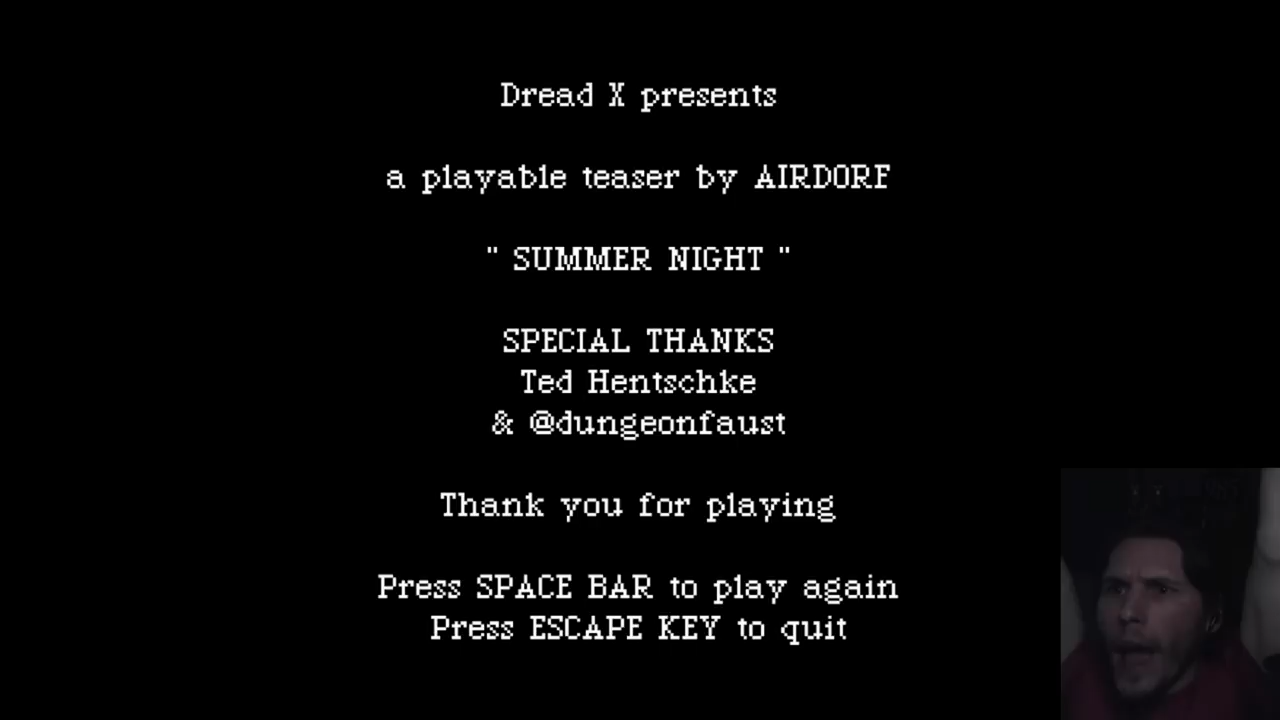 Dread X presents
a playable teaser by AIRDORF
" SUMMER NIGHT "
SPECIAL THANKS
Ted Hentschke
& @dungeonfaust
Thank you for playing
Press SPACE BAR to play again
Press ESCAPE KEY to quit